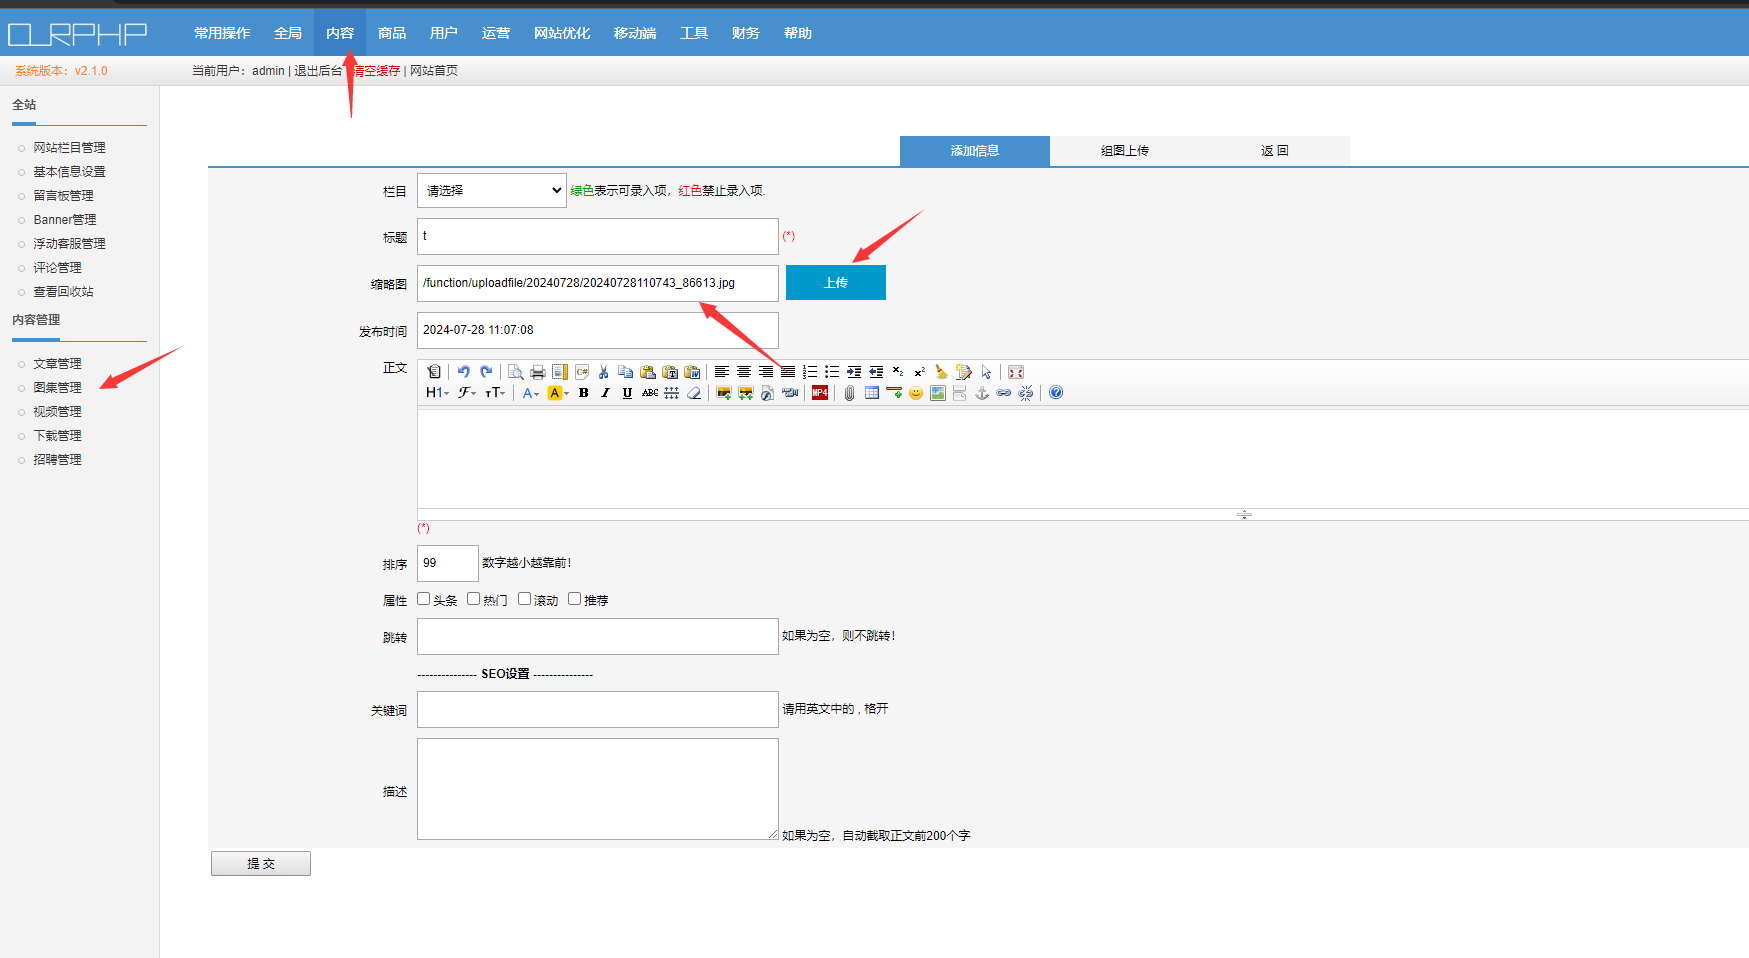 OURPHP
常用操作 全局 内容 商品 用户 运营 网站优化 移动端 工具 财务 帮助
系统版本：v2.1.0
当前用户：admin | 退出后台 清空缓存 | 网站首页
全站
网站栏目管理
基本信息设置
留言板管理
Banner管理
浮动客服管理
评论管理
查看回收站
内容管理
文章管理
图集管理
视频管理
下载管理
招聘管理
添加信息 组图上传 返 回
栏目 请选择 绿色表示可录入项，红色禁止录入项.
标题 t (*)
缩略图 /function/uploadfile/20240728/20240728110743_86613.jpg 上传
发布时间 2024-07-28 11:07:08
正文
H1 F тT A A B I U ABC MP4
(*)
排序 99 数字越小越靠前！
属性 头条 热门 滚动 推荐
跳转 如果为空，则不跳转！
--------------- SEO设置 ---------------
关键词 请用英文中的 , 格开
描述 如果为空，自动截取正文前200个字
提 交